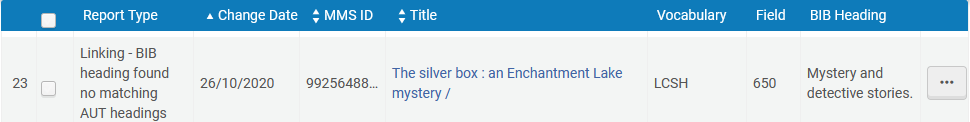 Report Type Change Date MMS ID Title Vocabulary Field BIB Heading
23 Linking - BIB heading found no matching AUT headings 26/10/2020 99256488... The silver box : an Enchantment Lake mystery / LCSH 650 Mystery and detective stories. ...